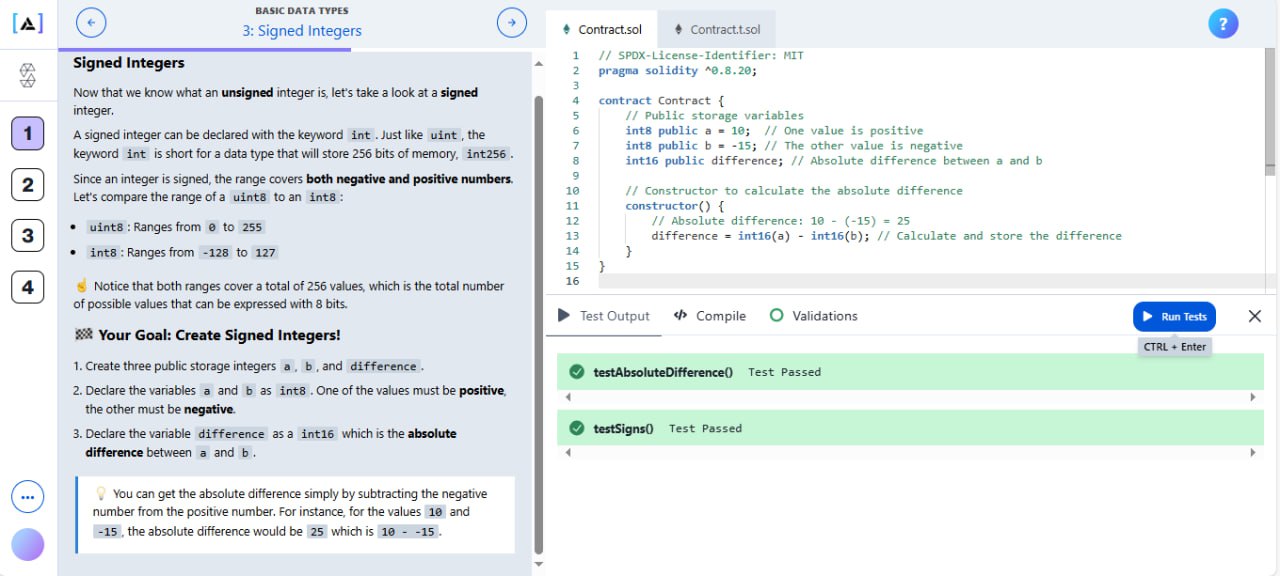 BASIC DATA TYPES
3: Signed Integers
1
2
3
4
Signed Integers
Now that we know what an unsigned integer is, let's take a look at a signed
integer.
A signed integer can be declared with the keyword int. Just like uint, the
keyword int is short for a data type that will store 256 bits of memory, int256.
Since an integer is signed, the range covers both negative and positive numbers.
Let's compare the range of a uint8 to an int8:
• uint8: Ranges from 0 to 255
• int8: Ranges from -128 to 127
☝️ Notice that both ranges cover a total of 256 values, which is the total number
of possible values that can be expressed with 8 bits.
🏁 Your Goal: Create Signed Integers!
1. Create three public storage integers a, b, and difference.
2. Declare the variables a and b as int8. One of the values must be positive,
the other must be negative.
3. Declare the variable difference as a int16 which is the absolute
difference between a and b.
💡 You can get the absolute difference simply by subtracting the negative
number from the positive number. For instance, for the values 10 and
-15, the absolute difference would be 25 which is 10 - -15.
Contract.sol
Contract.t.sol
?
1 // SPDX-License-Identifier: MIT
2 pragma solidity ^0.8.20;
3
4 contract Contract {
5     // Public storage variables
6     int8 public a = 10;  // One value is positive
7     int8 public b = -15; // The other value is negative
8     int16 public difference; // Absolute difference between a and b
9
10     // Constructor to calculate the absolute difference
11     constructor() {
12         // Absolute difference: 10 - (-15) = 25
13         difference = int16(a) - int16(b); // Calculate and store the difference
14     }
15 }
16
Test Output
Compile
Validations
Run Tests
CTRL + Enter
testAbsoluteDifference() Test Passed
testSigns() Test Passed